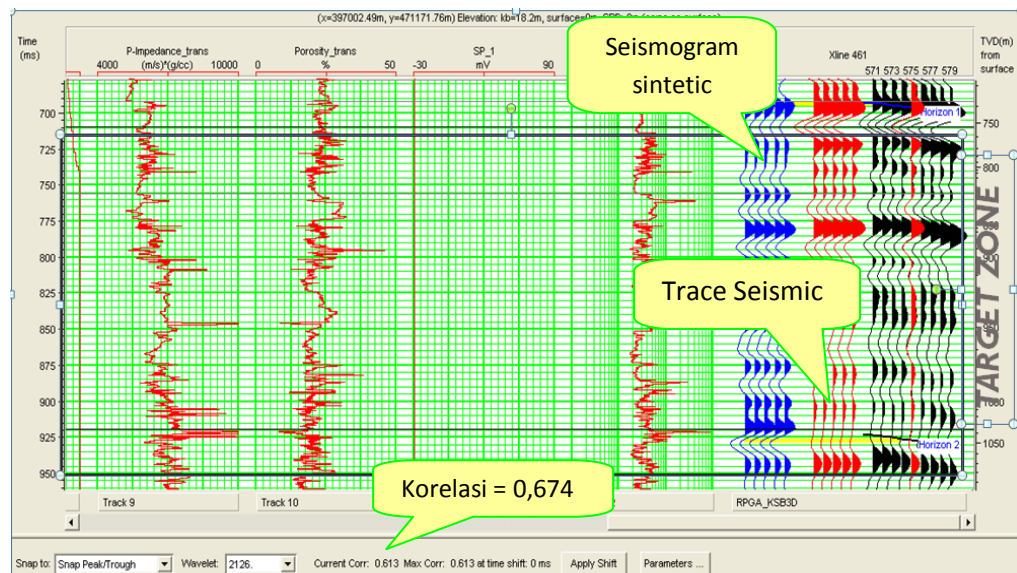 (x=397002.49m, y=471171.76m) Elevation: kb=18.2m, surface=0m,
Time
(ms)
P-Impedance_trans
4000 (m/s)*(g/cc) 10000
Porosity_trans
0 % 50
SP_1
-30 mV 90
Seismogram
sintetic
Xline 461
571 573 575 577 579
TVD(m)
from
surface
Horizon 1
700
725
750
775
800
825
850
875
900
925
950
750
800
900
1000
1050
TARGET ZONE
Trace Seismic
Horizon 2
Korelasi = 0,674
Track 9
Track 10
RPGA_KSB3D
Snap to: Snap Peak/Trough Wavelet: 2126. Current Corr: 0.613 Max Corr: 0.613 at time shift: 0 ms Apply Shift Parameters ...